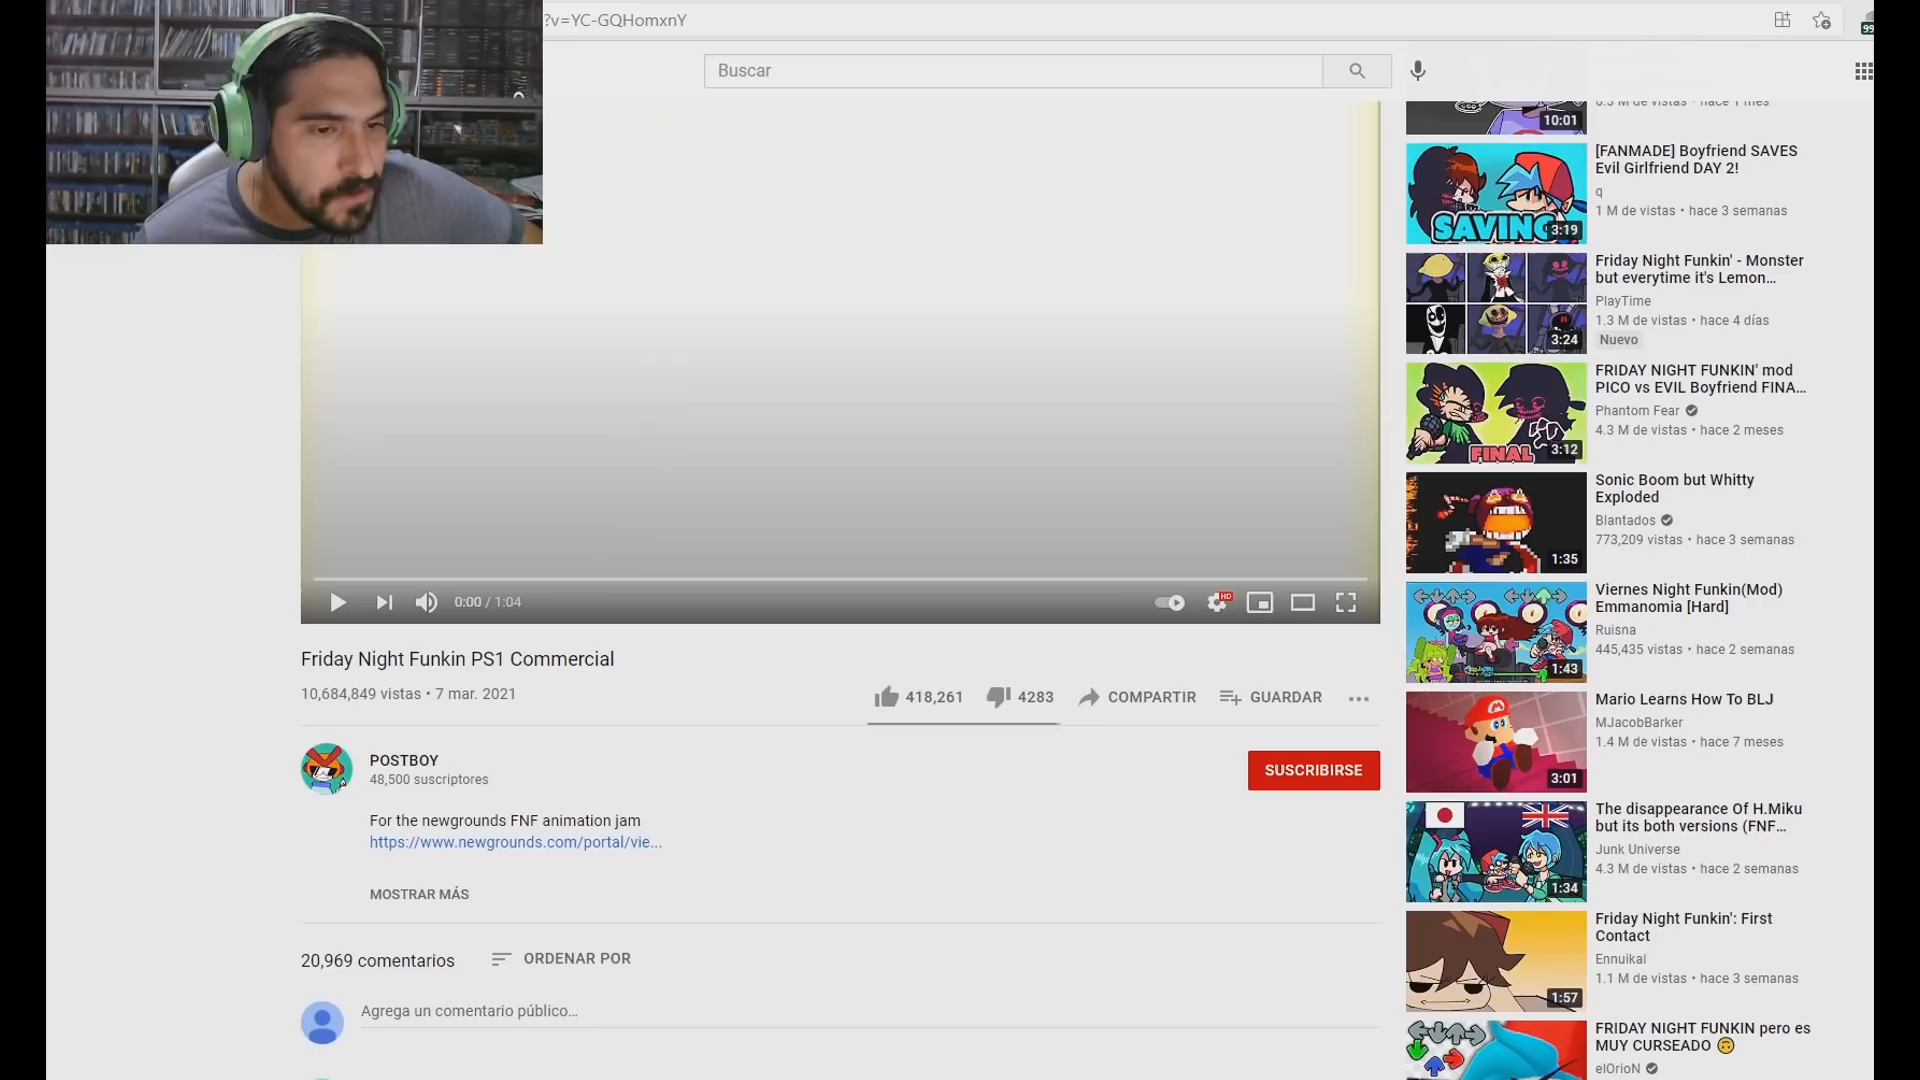 ?v=YC-GQHomxnY
99
Buscar
6.3 M de vistas • hace 1 mes
10:01
[FANMADE] Boyfriend SAVES
Evil Girlfriend DAY 2!
q
1 M de vistas • hace 3 semanas
SAVING
3:19
Friday Night Funkin' - Monster
but everytime it's Lemon...
PlayTime
1.3 M de vistas • hace 4 días
Nuevo
3:24
FRIDAY NIGHT FUNKIN' mod
PICO vs EVIL Boyfriend FINA...
Phantom Fear
4.3 M de vistas • hace 2 meses
FINAL
3:12
Sonic Boom but Whitty
Exploded
Blantados
773,209 vistas • hace 3 semanas
1:35
Viernes Night Funkin(Mod)
Emmanomia [Hard]
Ruisna
445,435 vistas • hace 2 semanas
1:43
Mario Learns How To BLJ
MJacobBarker
1.4 M de vistas • hace 7 meses
3:01
The disappearance Of H.Miku
but its both versions (FNF...
Junk Universe
4.3 M de vistas • hace 2 semanas
1:34
Friday Night Funkin': First
Contact
Ennuikal
1.1 M de vistas • hace 3 semanas
1:57
FRIDAY NIGHT FUNKIN pero es
MUY CURSEADO 🙃
elOrioN
0:00 / 1:04
HD
Friday Night Funkin PS1 Commercial
10,684,849 vistas • 7 mar. 2021
418,261
4283
COMPARTIR
GUARDAR
POSTBOY
48,500 suscriptores
SUSCRIBIRSE
For the newgrounds FNF animation jam
https://www.newgrounds.com/portal/vie...
MOSTRAR MÁS
20,969 comentarios
ORDENAR POR
Agrega un comentario público...